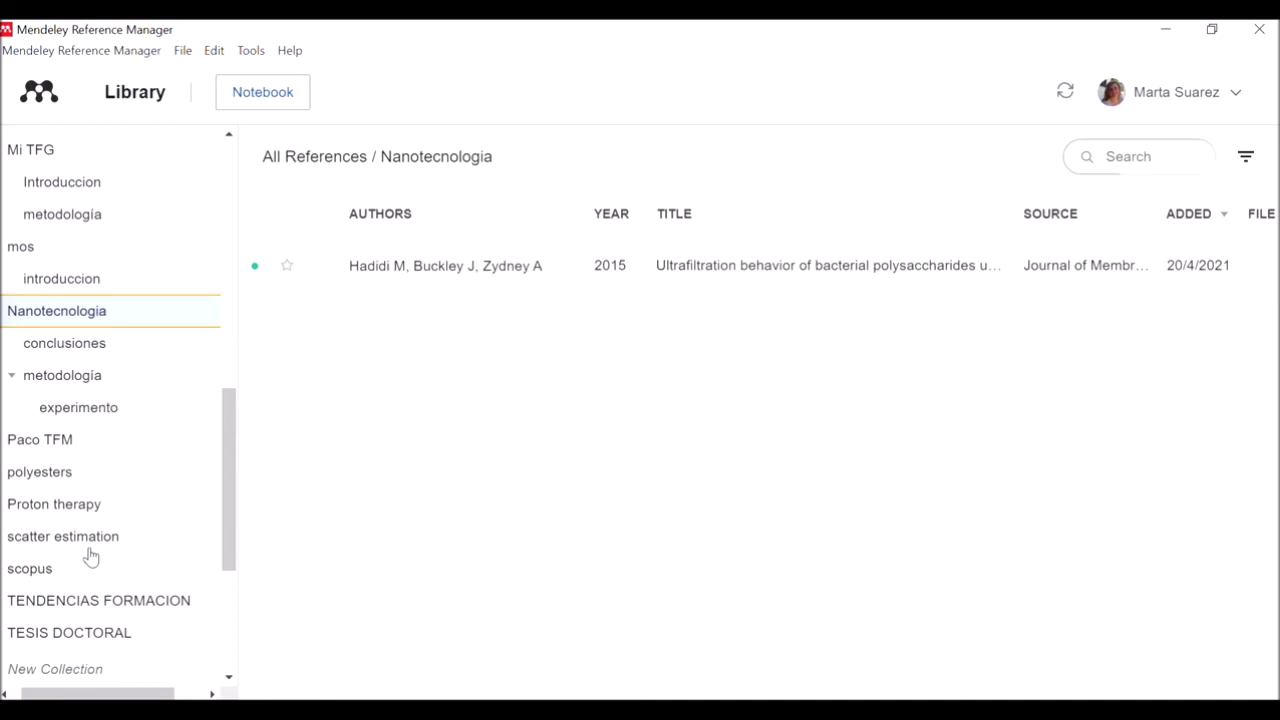 Mendeley Reference Manager
Mendeley Reference Manager File Edit Tools Help
Library Notebook Marta Suarez
Mi TFG
Introduccion
metodología
mos
introduccion
Nanotecnologia
conclusiones
metodología
experimento
Paco TFM
polyesters
Proton therapy
scatter estimation
scopus
TENDENCIAS FORMACION
TESIS DOCTORAL
New Collection
All References / Nanotecnologia Search
AUTHORS YEAR TITLE SOURCE ADDED FILE
Hadidi M, Buckley J, Zydney A 2015 Ultrafiltration behavior of bacterial polysaccharides u... Journal of Membr... 20/4/2021